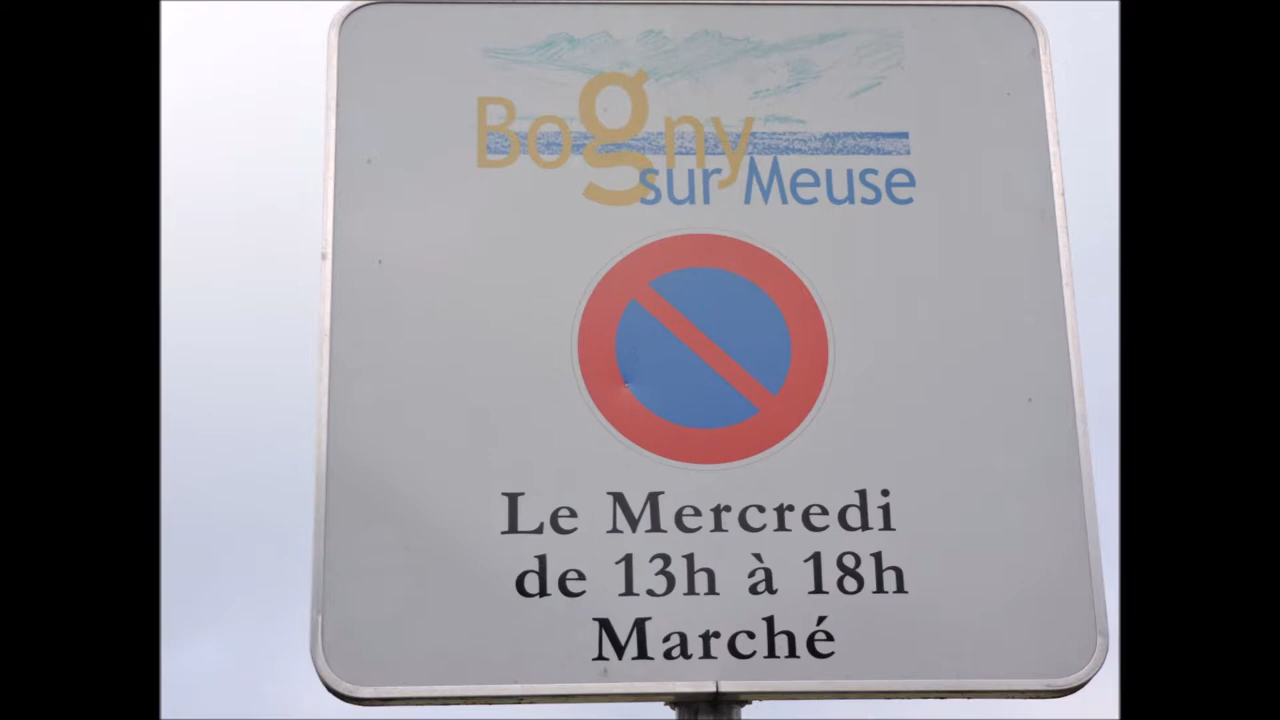 Bogny
sur Meuse
Le Mercredi
de 13h à 18h
Marché